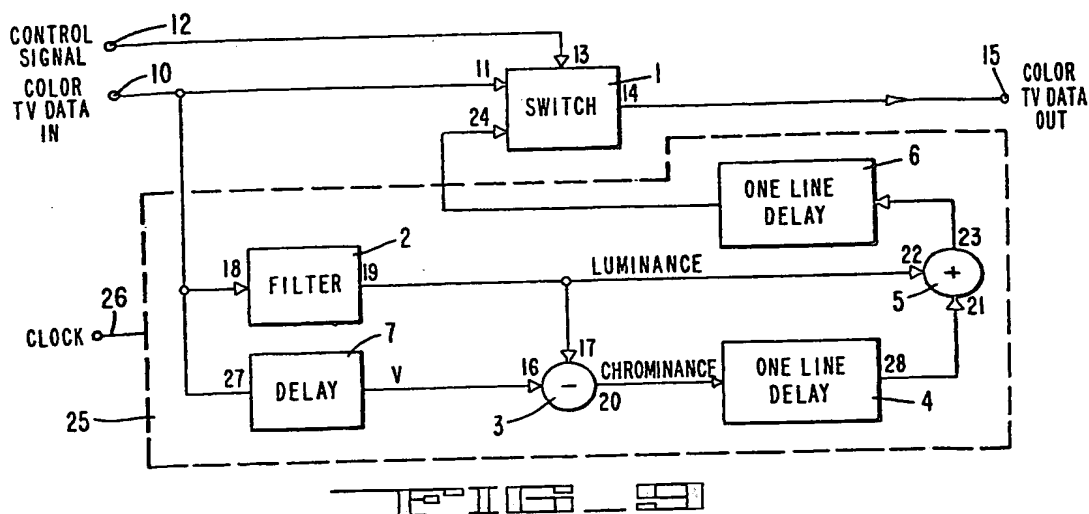 CONTROL
SIGNAL
12
COLOR
TV DATA
IN
10
11
13
1
SWITCH
14
24
15
COLOR
TV DATA
OUT
6
ONE LINE
DELAY
2
18
FILTER
19
LUMINANCE
22
23
+
5
21
CLOCK
26
7
27
DELAY
V
16
17
-
3
CHROMINANCE
20
ONE LINE
DELAY
28
4
25